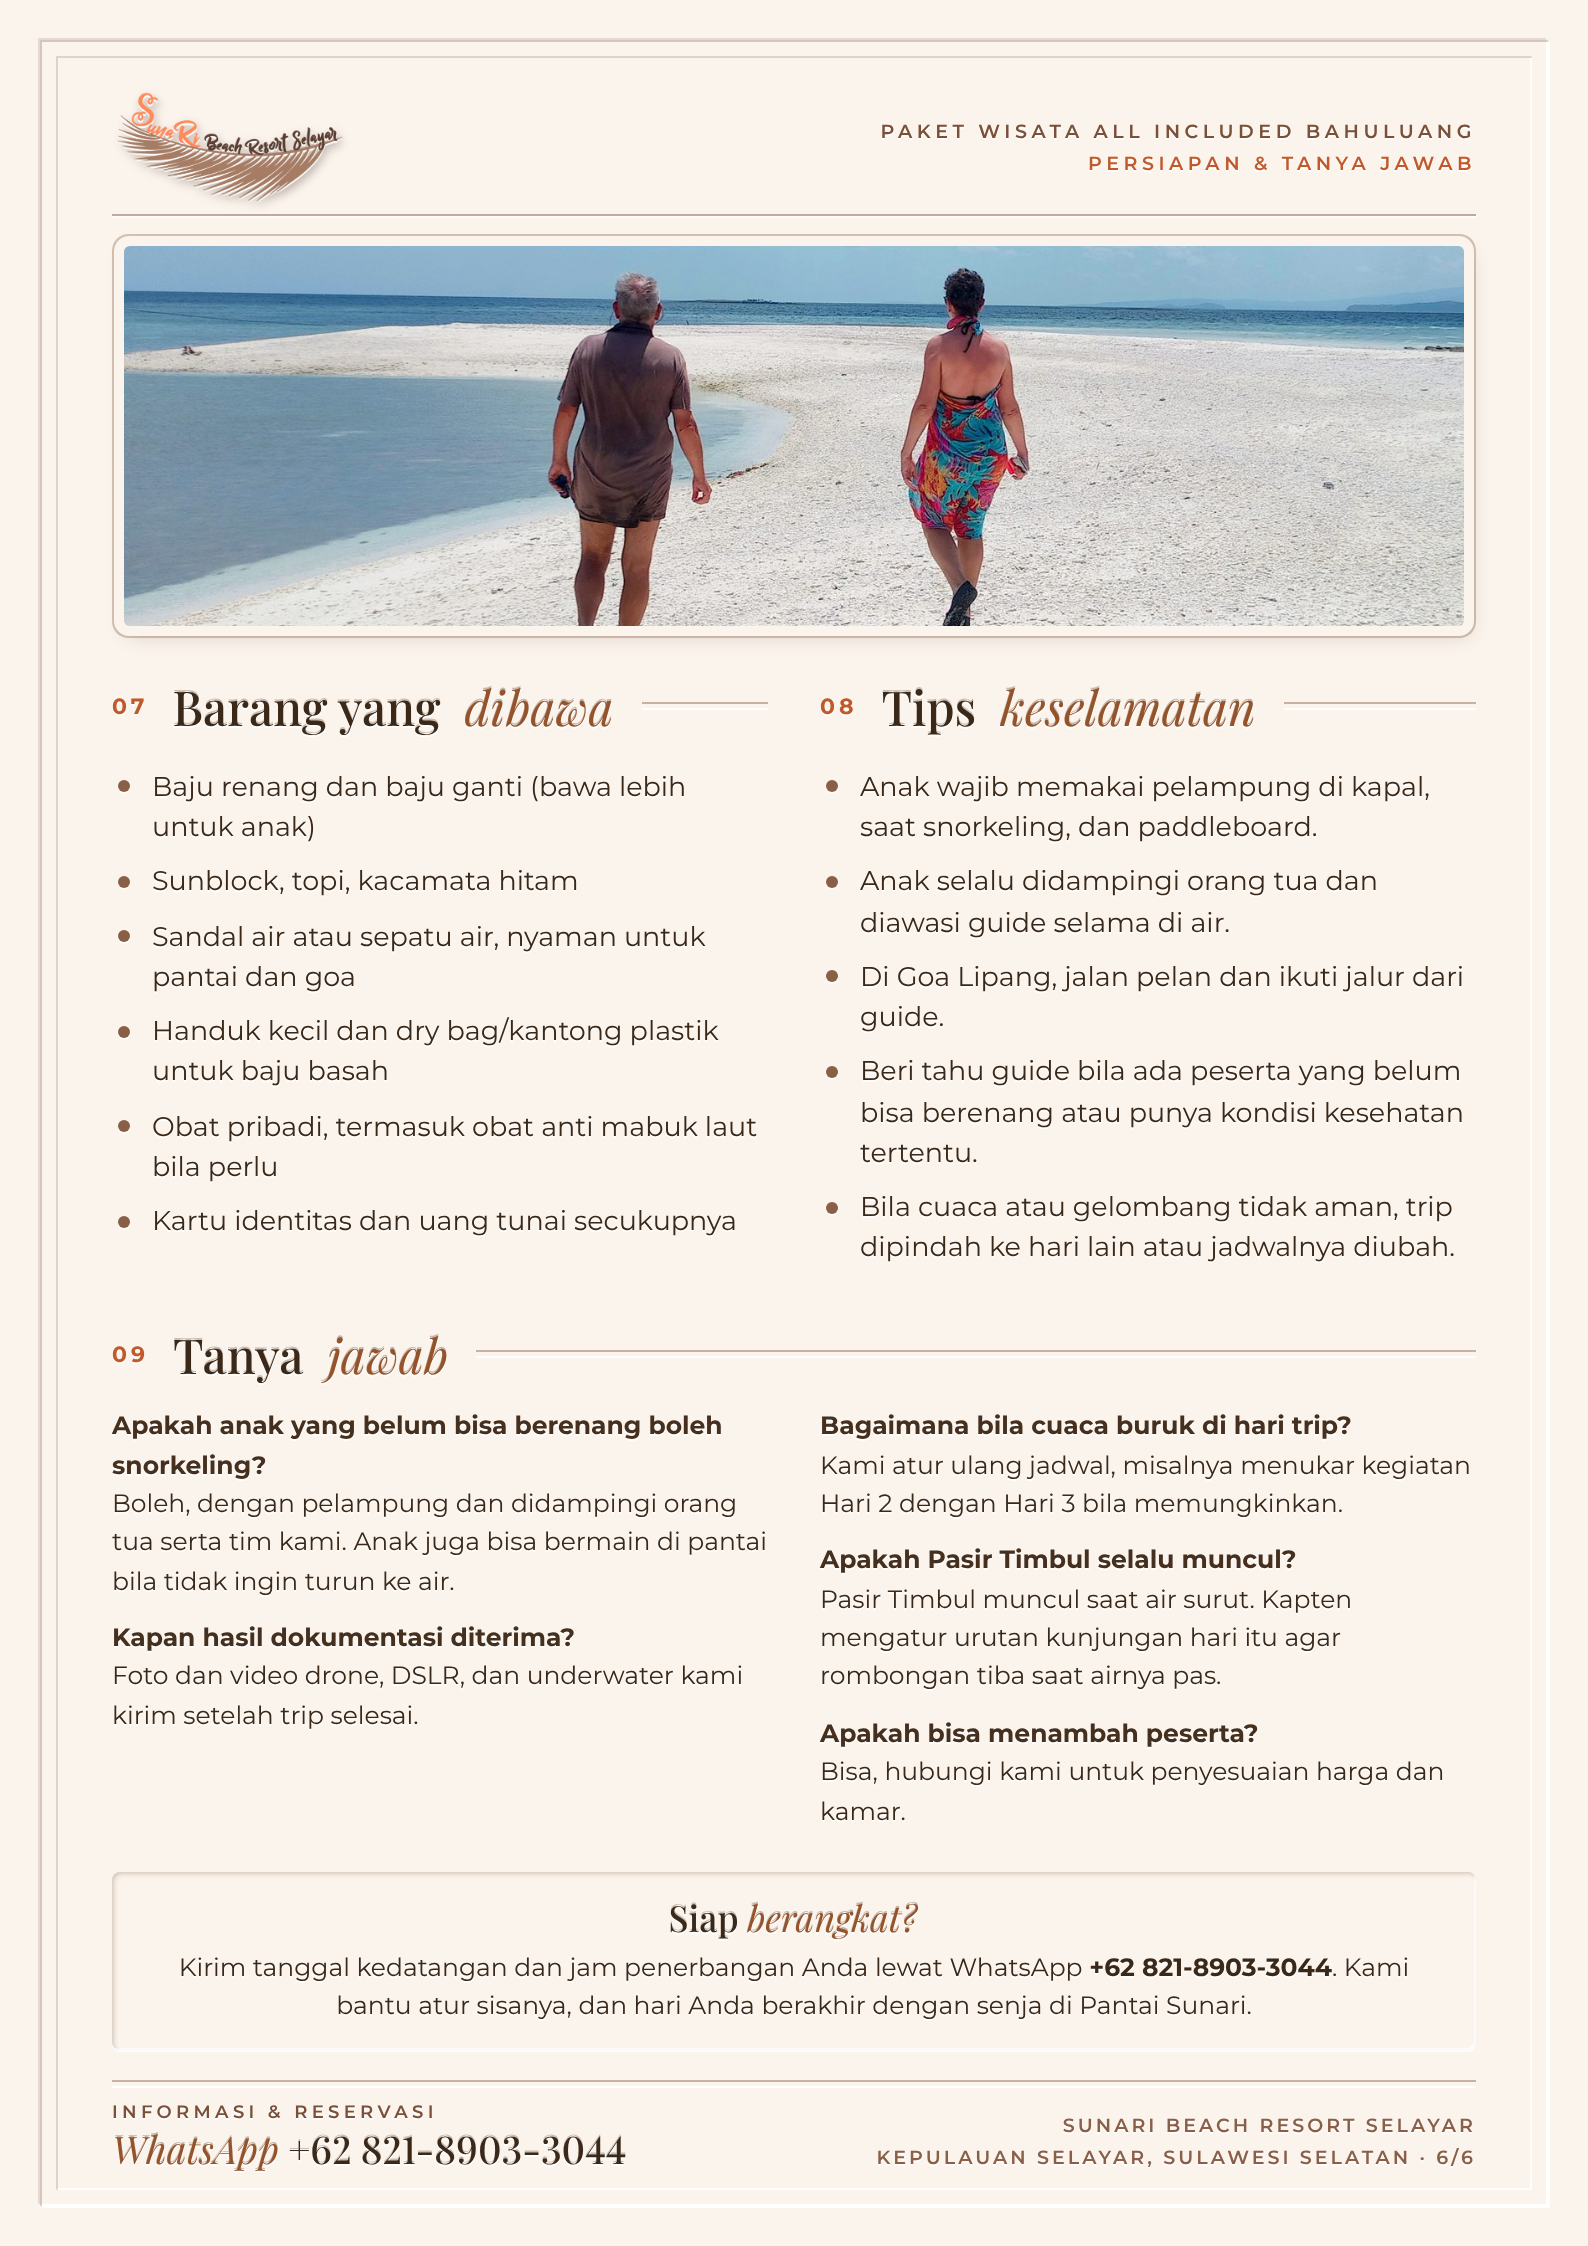 SunaRi Beach Resort Selayar
PAKET WISATA ALL INCLUDED BAHULUANG
PERSIAPAN & TANYA JAWAB
07 Barang yang dibawa
Baju renang dan baju ganti (bawa lebih
untuk anak)
Sunblock, topi, kacamata hitam
Sandal air atau sepatu air, nyaman untuk
pantai dan goa
Handuk kecil dan dry bag/kantong plastik
untuk baju basah
Obat pribadi, termasuk obat anti mabuk laut
bila perlu
Kartu identitas dan uang tunai secukupnya
08 Tips keselamatan
Anak wajib memakai pelampung di kapal,
saat snorkeling, dan paddleboard.
Anak selalu didampingi orang tua dan
diawasi guide selama di air.
Di Goa Lipang, jalan pelan dan ikuti jalur dari
guide.
Beri tahu guide bila ada peserta yang belum
bisa berenang atau punya kondisi kesehatan
tertentu.
Bila cuaca atau gelombang tidak aman, trip
dipindah ke hari lain atau jadwalnya diubah.
09 Tanya jawab
Apakah anak yang belum bisa berenang boleh
snorkeling?
Boleh, dengan pelampung dan didampingi orang
tua serta tim kami. Anak juga bisa bermain di pantai
bila tidak ingin turun ke air.
Kapan hasil dokumentasi diterima?
Foto dan video drone, DSLR, dan underwater kami
kirim setelah trip selesai.
Bagaimana bila cuaca buruk di hari trip?
Kami atur ulang jadwal, misalnya menukar kegiatan
Hari 2 dengan Hari 3 bila memungkinkan.
Apakah Pasir Timbul selalu muncul?
Pasir Timbul muncul saat air surut. Kapten
mengatur urutan kunjungan hari itu agar
rombongan tiba saat airnya pas.
Apakah bisa menambah peserta?
Bisa, hubungi kami untuk penyesuaian harga dan
kamar.
Siap berangkat?
Kirim tanggal kedatangan dan jam penerbangan Anda lewat WhatsApp +62 821-8903-3044. Kami
bantu atur sisanya, dan hari Anda berakhir dengan senja di Pantai Sunari.
INFORMASI & RESERVASI
WhatsApp +62 821-8903-3044
SUNARI BEACH RESORT SELAYAR
KEPULAUAN SELAYAR, SULAWESI SELATAN · 6/6